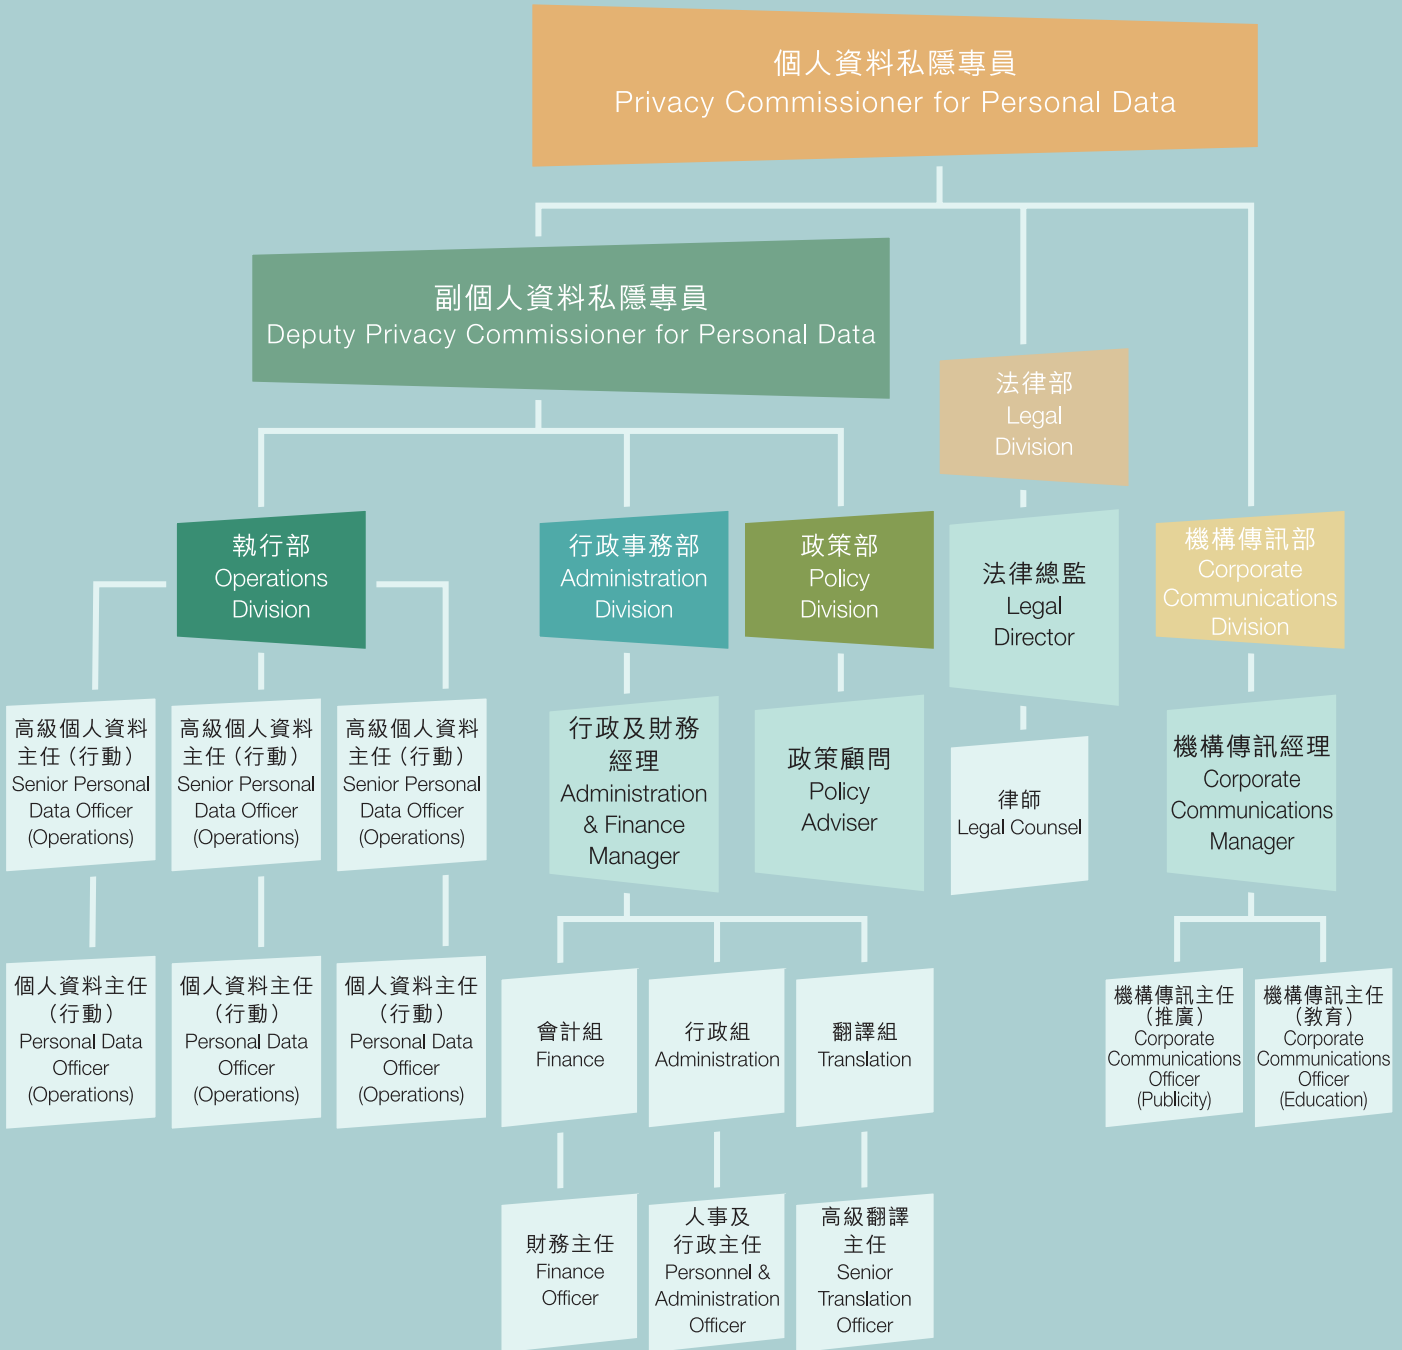 個人資料私隱專員
Privacy Commissioner for Personal Data
副個人資料私隱專員
Deputy Privacy Commissioner for Personal Data
法律部
Legal
Division
執行部
Operations
Division
行政事務部
Administration
Division
政策部
Policy
Division
法律總監
Legal
Director
機構傳訊部
Corporate
Communications
Division
高級個人資料
主任（行動）
Senior Personal
Data Officer
(Operations)
高級個人資料
主任（行動）
Senior Personal
Data Officer
(Operations)
高級個人資料
主任（行動）
Senior Personal
Data Officer
(Operations)
行政及財務
經理
Administration
& Finance
Manager
政策顧問
Policy
Adviser
律師
Legal Counsel
機構傳訊經理
Corporate
Communications
Manager
個人資料主任
（行動）
Personal Data
Officer
(Operations)
個人資料主任
（行動）
Personal Data
Officer
(Operations)
個人資料主任
（行動）
Personal Data
Officer
(Operations)
會計組
Finance
行政組
Administration
翻譯組
Translation
機構傳訊主任
（推廣）
Corporate
Communications
Officer
(Publicity)
機構傳訊主任
（教育）
Corporate
Communications
Officer
(Education)
財務主任
Finance
Officer
人事及
行政主任
Personnel &
Administration
Officer
高級翻譯
主任
Senior
Translation
Officer